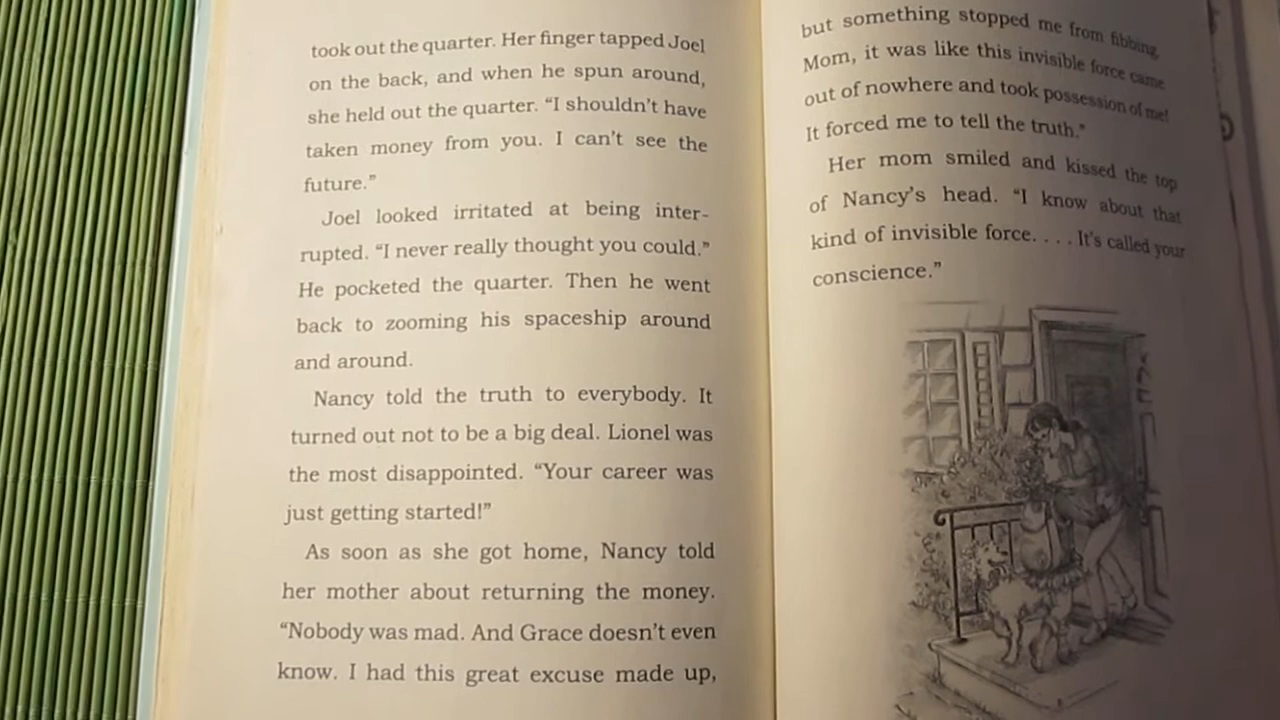 took out the quarter. Her finger tapped Joel
on the back, and when he spun around,
she held out the quarter. “I shouldn’t have
taken money from you. I can’t see the
future.”
Joel looked irritated at being inter-
rupted. “I never really thought you could.”
He pocketed the quarter. Then he went
back to zooming his spaceship around
and around.
Nancy told the truth to everybody. It
turned out not to be a big deal. Lionel was
the most disappointed. “Your career was
just getting started!”
As soon as she got home, Nancy told
her mother about returning the money.
“Nobody was mad. And Grace doesn’t even
know. I had this great excuse made up,
but something stopped me from fibbing.
Mom, it was like this invisible force came
out of nowhere and took possession of me!
It forced me to tell the truth.”
Her mom smiled and kissed the top
of Nancy’s head. “I know about that
kind of invisible force. . . . It’s called your
conscience.”